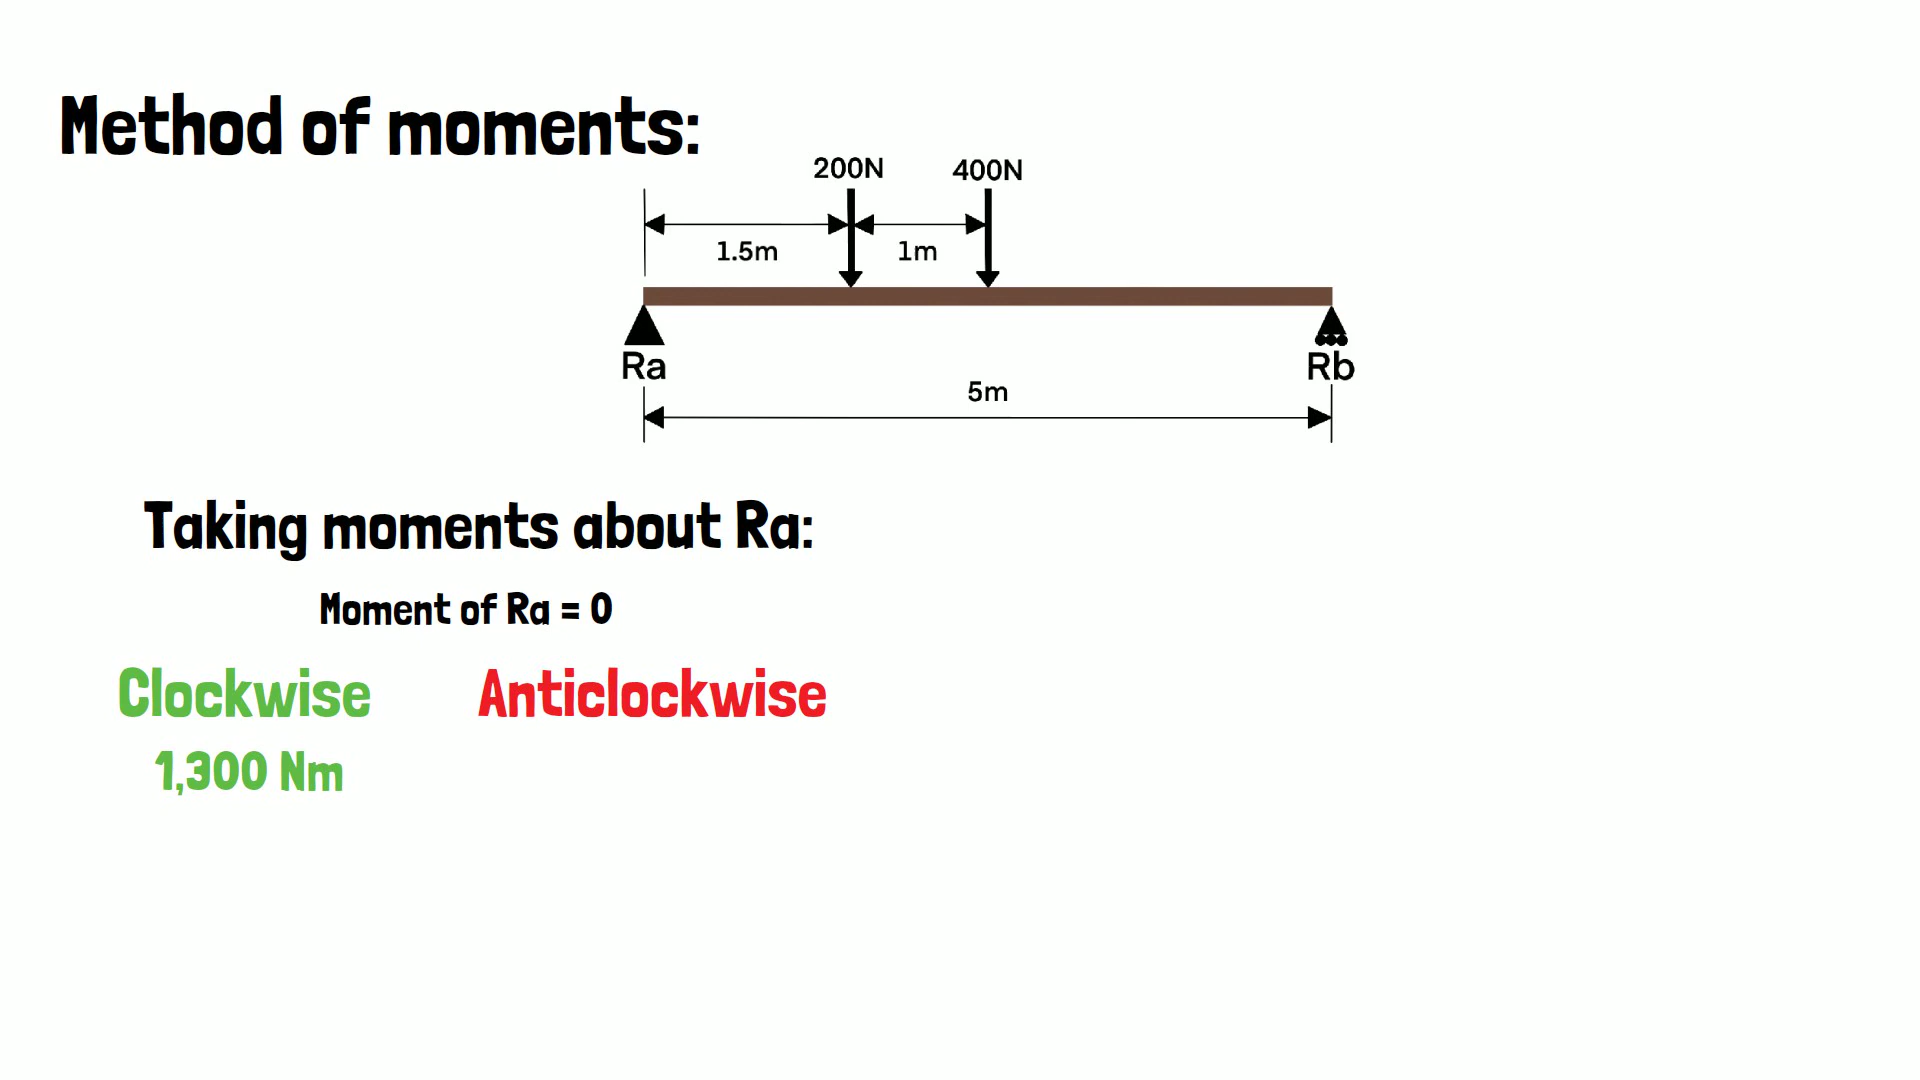 Method of moments:
200N
400N
1.5m
1m
Ra
Rb
5m
Taking moments about Ra:
Moment of Ra = 0
Clockwise
Anticlockwise
1,300 Nm